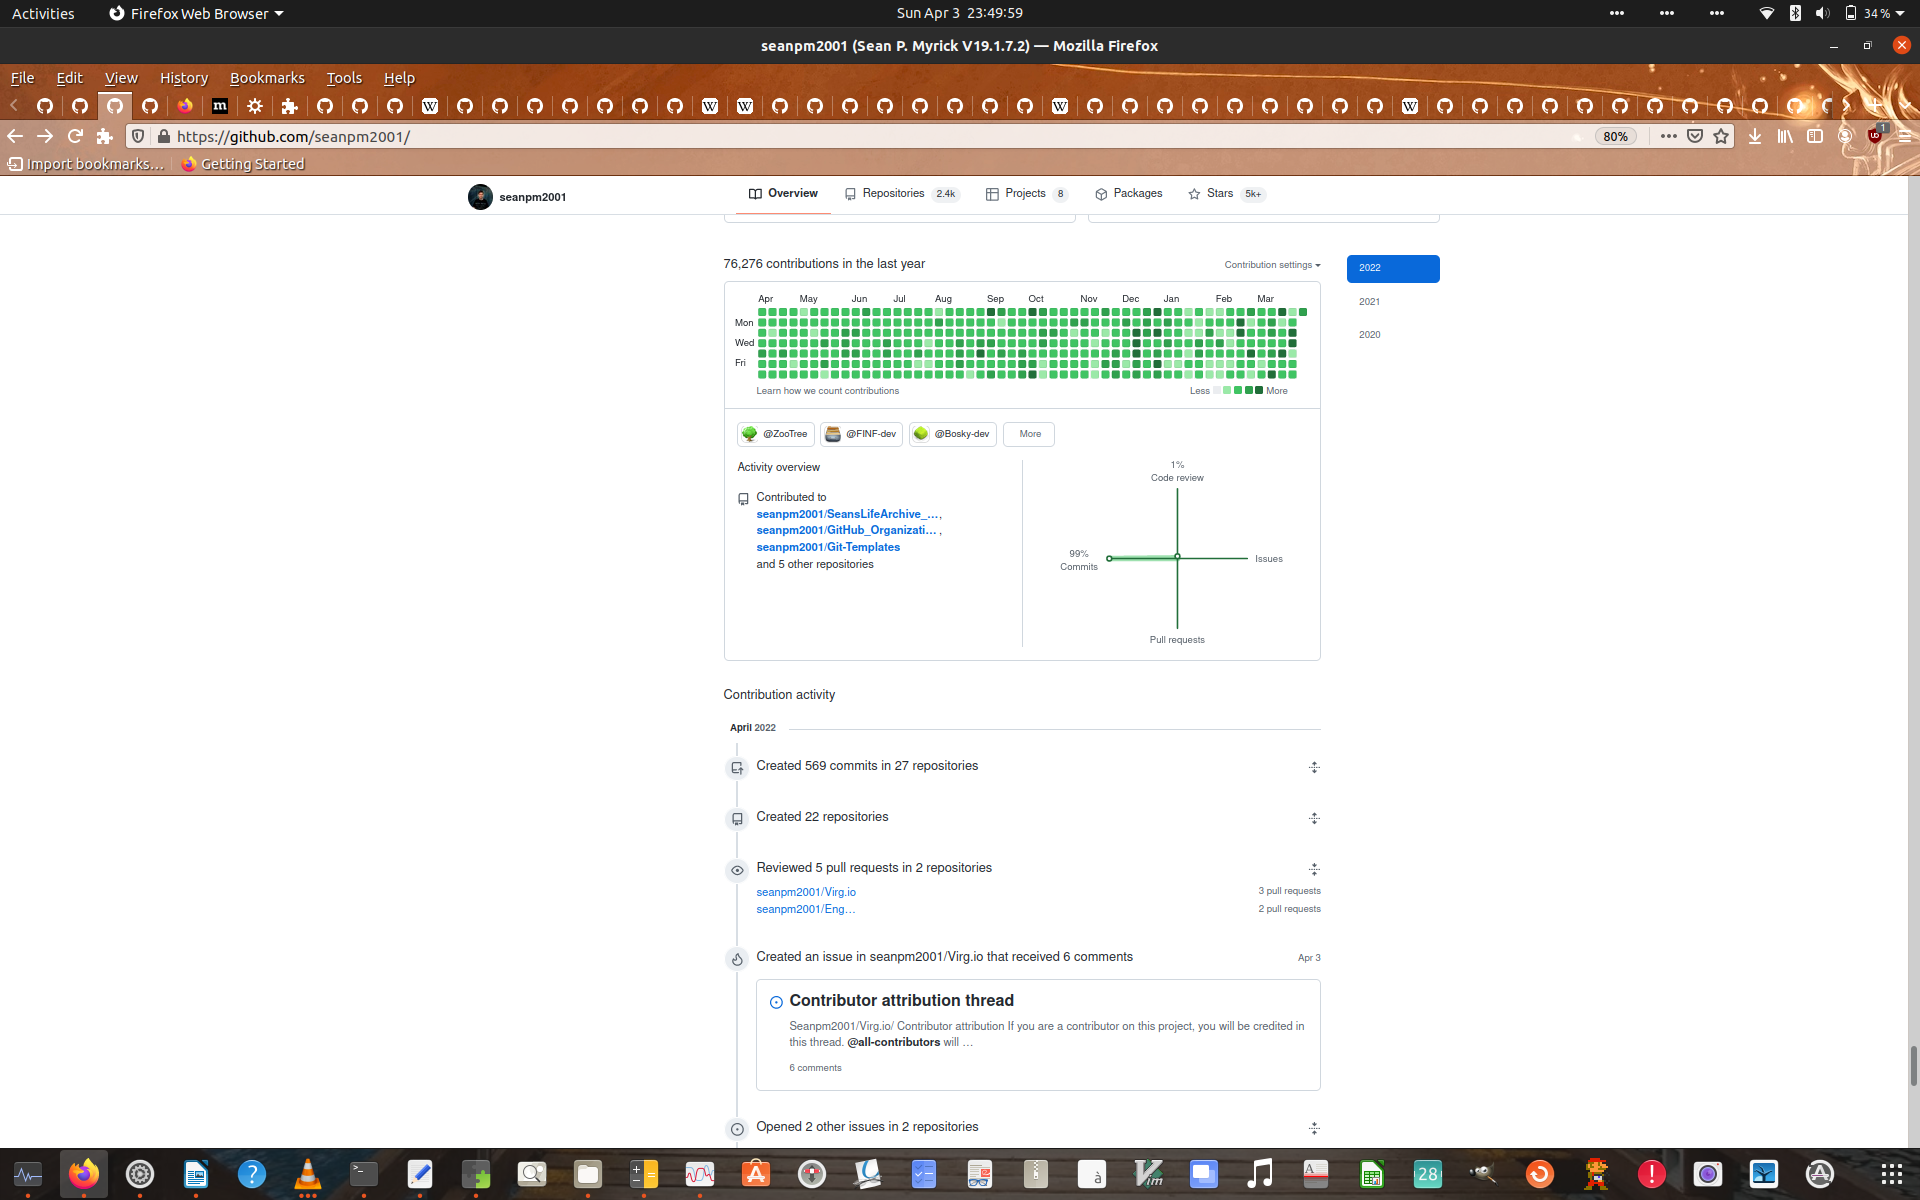 Activities
Firefox Web Browser
Sun Apr 3 23:49:59
34 %
seanpm2001 (Sean P. Myrick V19.1.7.2) — Mozilla Firefox
File Edit View History Bookmarks Tools Help
https://github.com/seanpm2001/
80%
1
Import bookmarks…
Getting Started
seanpm2001
Overview
Repositories 2.4k
Projects 8
Packages
Stars 5k+
76,276 contributions in the last year
Contribution settings
2022
2021
2020
Apr May Jun Jul Aug Sep Oct Nov Dec Jan Feb Mar
Mon
Wed
Fri
Learn how we count contributions
Less
More
@ZooTree
@FINF-dev
@Bosky-dev
More
Activity overview
Contributed to
seanpm2001/SeansLifeArchive_…,
seanpm2001/GitHub_Organizati… ,
seanpm2001/Git-Templates
and 5 other repositories
1%
Code review
99%
Commits
Issues
Pull requests
Contribution activity
April 2022
Created 569 commits in 27 repositories
Created 22 repositories
Reviewed 5 pull requests in 2 repositories
seanpm2001/Virg.io
3 pull requests
seanpm2001/Eng…
2 pull requests
Created an issue in seanpm2001/Virg.io that received 6 comments
Apr 3
Contributor attribution thread
Seanpm2001/Virg.io/ Contributor attribution If you are a contributor on this project, you will be credited in
this thread. @all-contributors will …
6 comments
Opened 2 other issues in 2 repositories
28